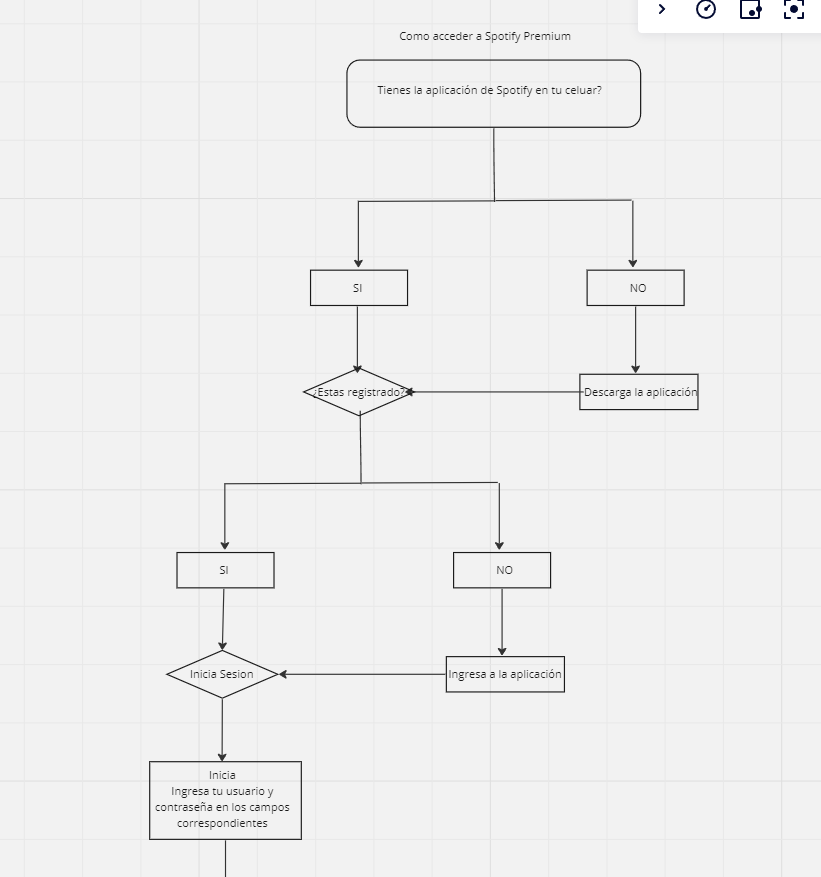 Como acceder a Spotify Premium
Tienes la aplicación de Spotify en tu celuar?
SI
NO
¿Estas registrado?
Descarga la aplicación
SI
NO
Inicia Sesion
Ingresa a la aplicación
Inicia
Ingresa tu usuario y
contraseña en los campos
correspondientes